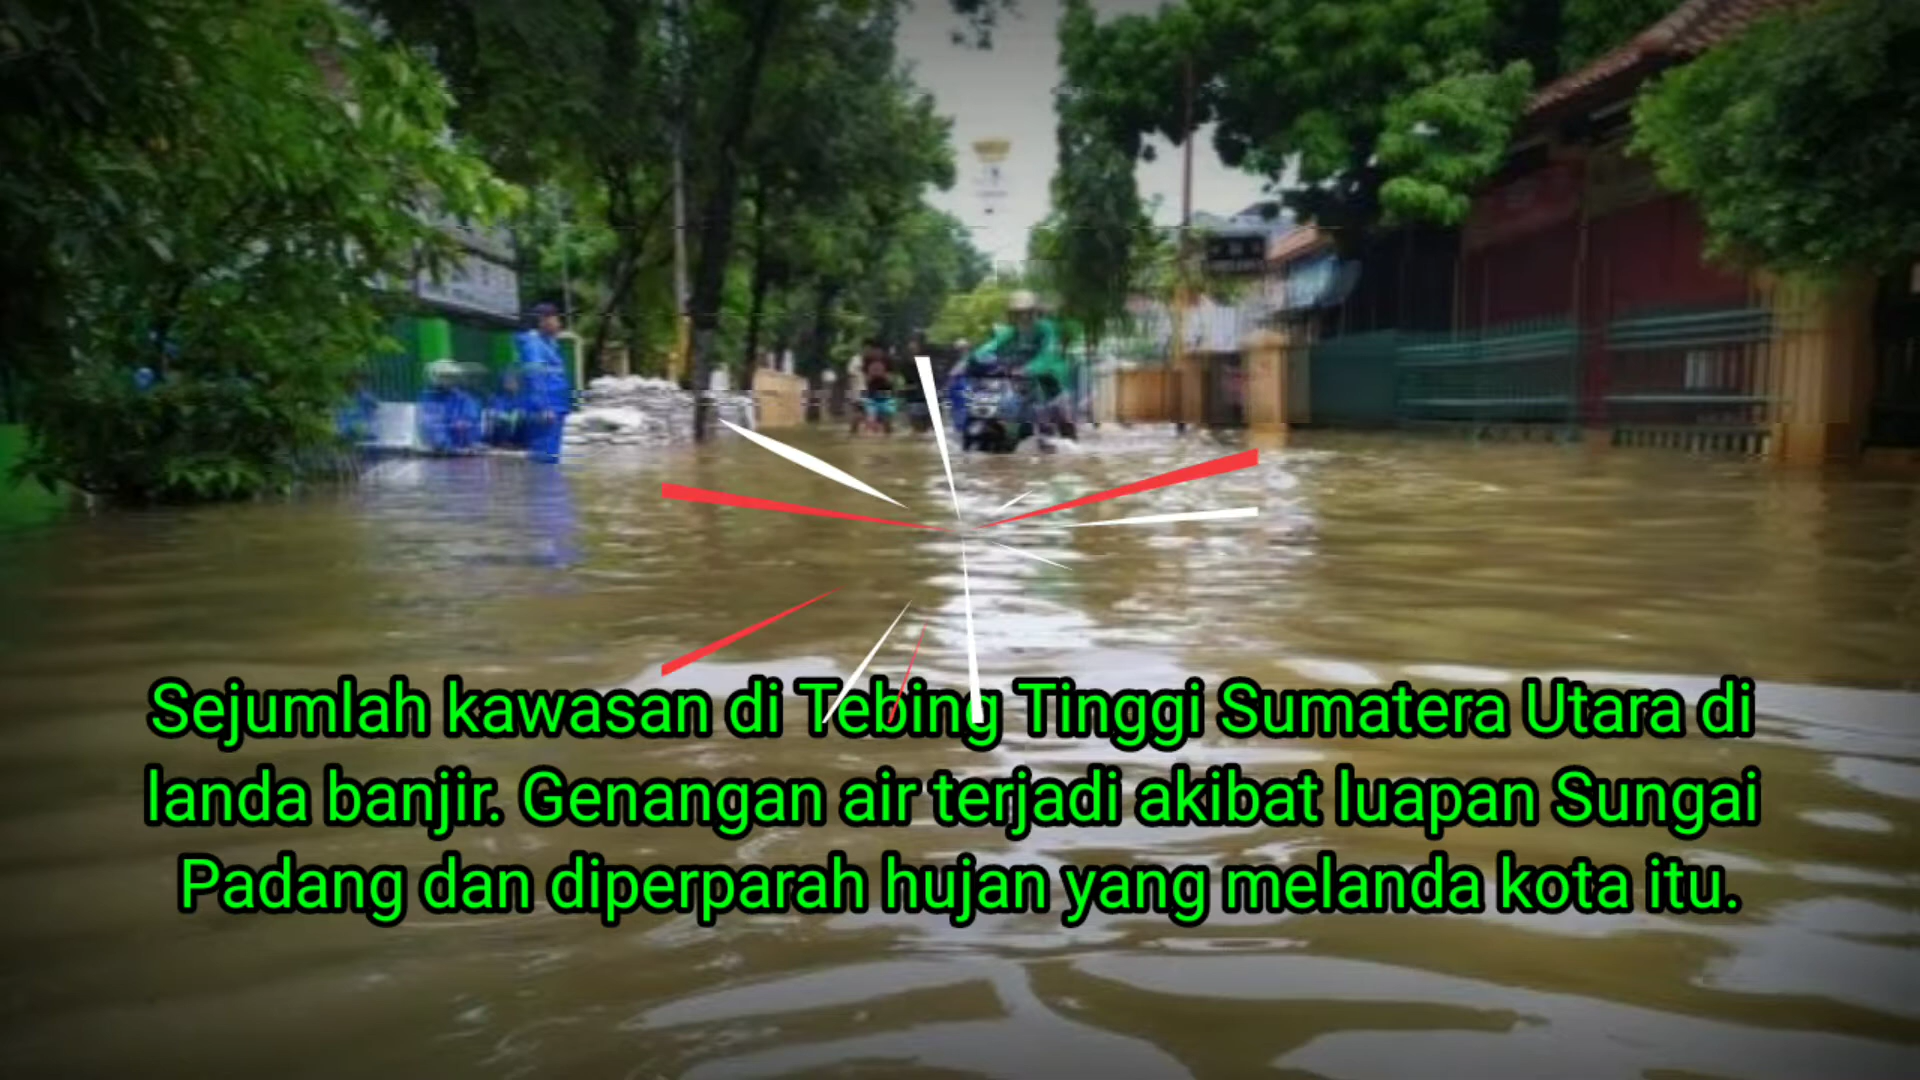 Sejumlah kawasan di Tebing Tinggi Sumatera Utara di
landa banjir. Genangan air terjadi akibat luapan Sungai
Padang dan diperparah hujan yang melanda kota itu.